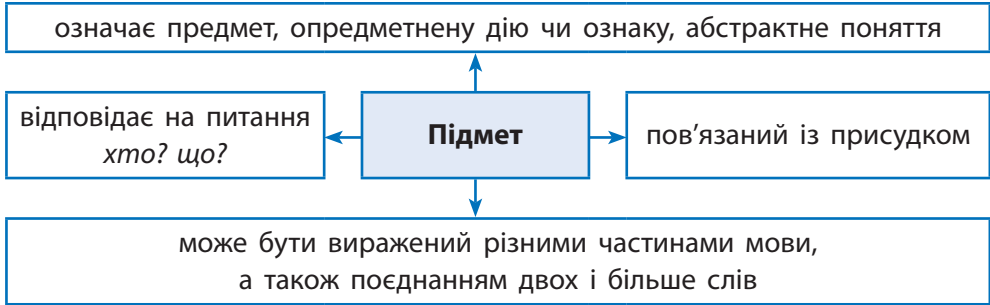 означає предмет, опредметнену дію чи ознаку, абстрактне поняття
відповідає на питання
хто? що?
Підмет
пов'язаний із присудком
може бути виражений різними частинами мови,
а також поєднанням двох і більше слів